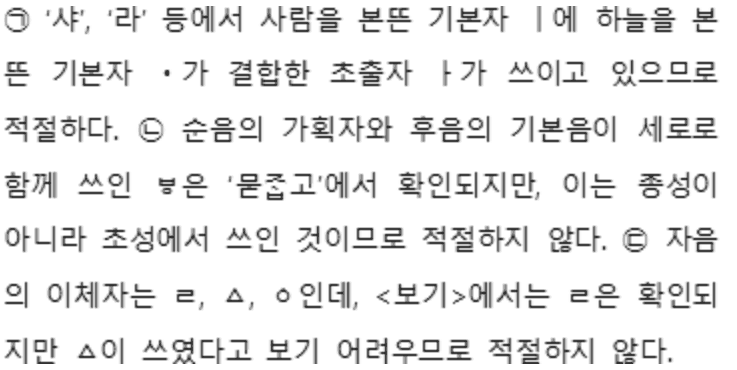 ㉠ ‘샤’, ‘라’ 등에서 사람을 본뜬 기본자 ㅣ에 하늘을 본
뜬 기본자 ㆍ가 결합한 초출자 ㅏ가 쓰이고 있으므로
적절하다. ㉡ 순음의 가획자와 후음의 기본음이 세로로
함께 쓰인 ㅸ은 ‘묻ᄌᆞᆸ고’에서 확인되지만, 이는 종성이
아니라 초성에서 쓰인 것이므로 적절하지 않다. ㉢ 자음
의 이체자는 ㄹ, ㅿ, ㆁ인데, <보기>에서는 ㄹ은 확인되
지만 ㅿ이 쓰였다고 보기 어려우므로 적절하지 않다.